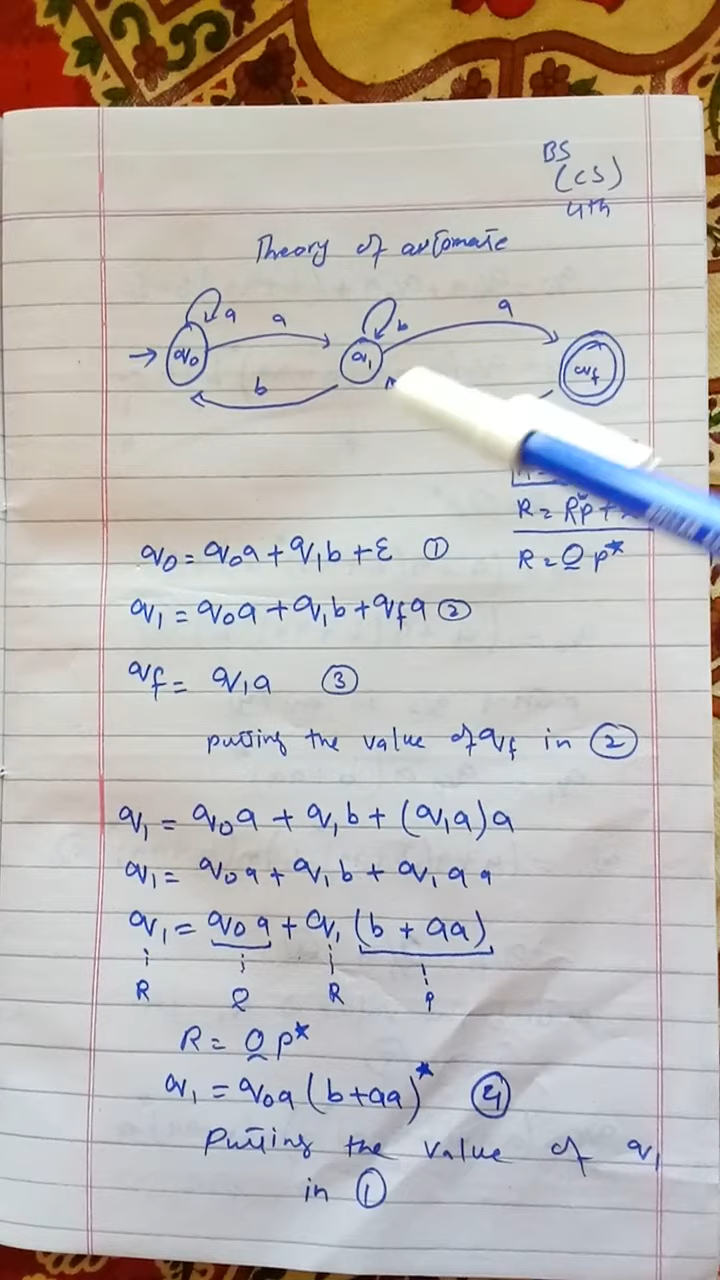 BS
(CS)
4th
Theory of automate
a a b a
q0 q1 qf
b
R = RP +
R = QP*
q0 = q0a + q1b + ε ①
q1 = q0a + q1b + qfa ②
qf = q1a ③
putting the value of qf in ②
q1 = q0a + q1b + (q1a)a
q1 = q0a + q1b + q1aa
q1 = q0a + q1(b + aa)
R Q R P
R = QP*
q1 = q0a(b+aa)* ④
Putting the value of q1
in ①